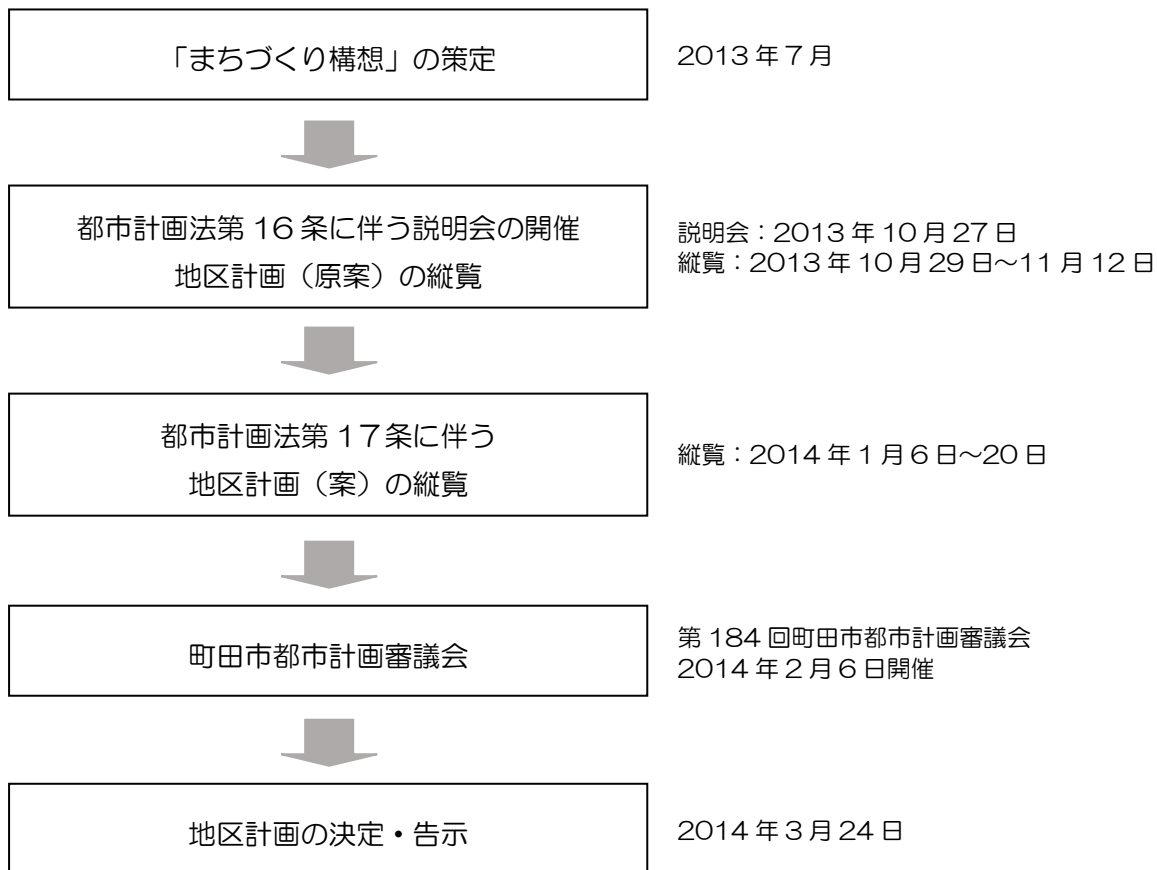 「まちづくり構想」の策定
2013年7月
都市計画法第16条に伴う説明会の開催
地区計画(原案)の縦覧
説明会:2013年10月27日
縦覧:2013年10月29日~11月12日
都市計画法第17条に伴う
地区計画(案)の縦覧
縦覧:2014年1月6日~20日
町田市都市計画審議会
第184回町田市都市計画審議会
2014年2月6日開催
地区計画の決定・告示
2014年3月24日